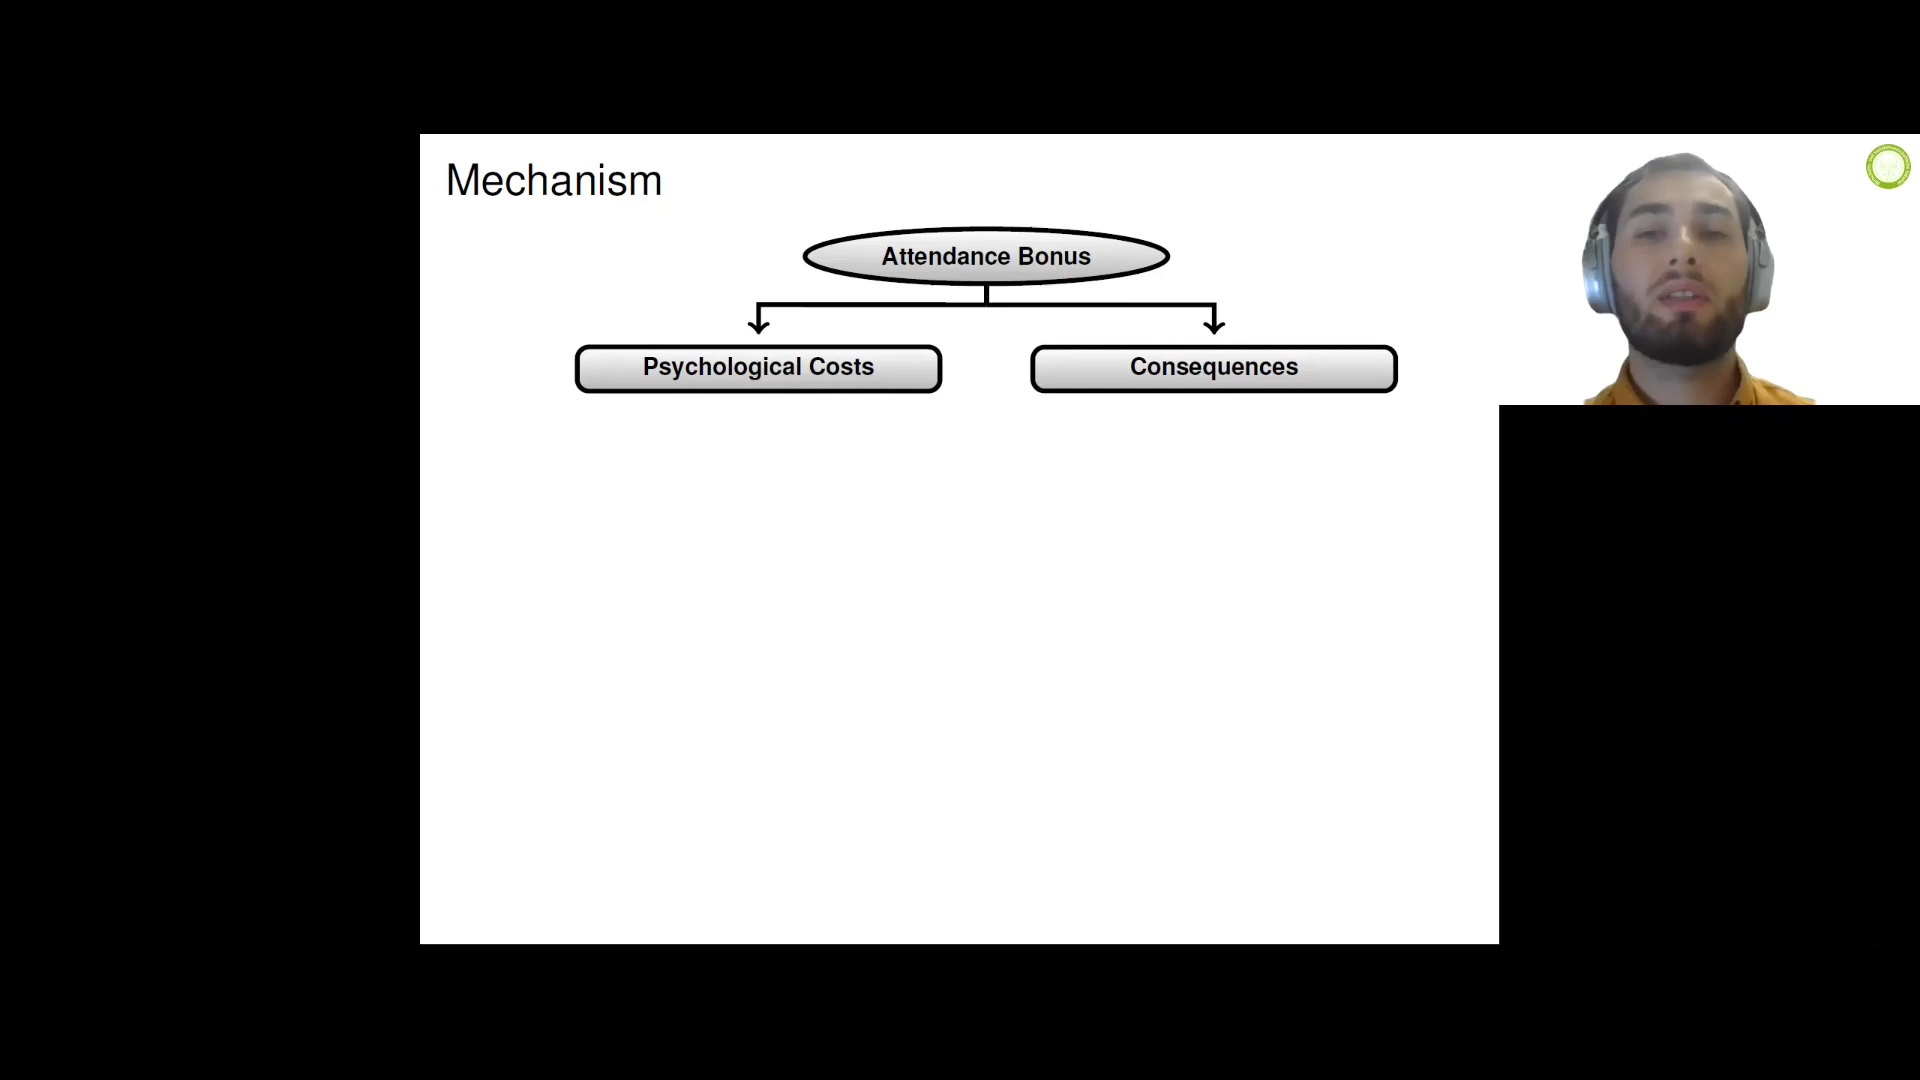 Mechanism
Attendance Bonus
Psychological Costs
Consequences